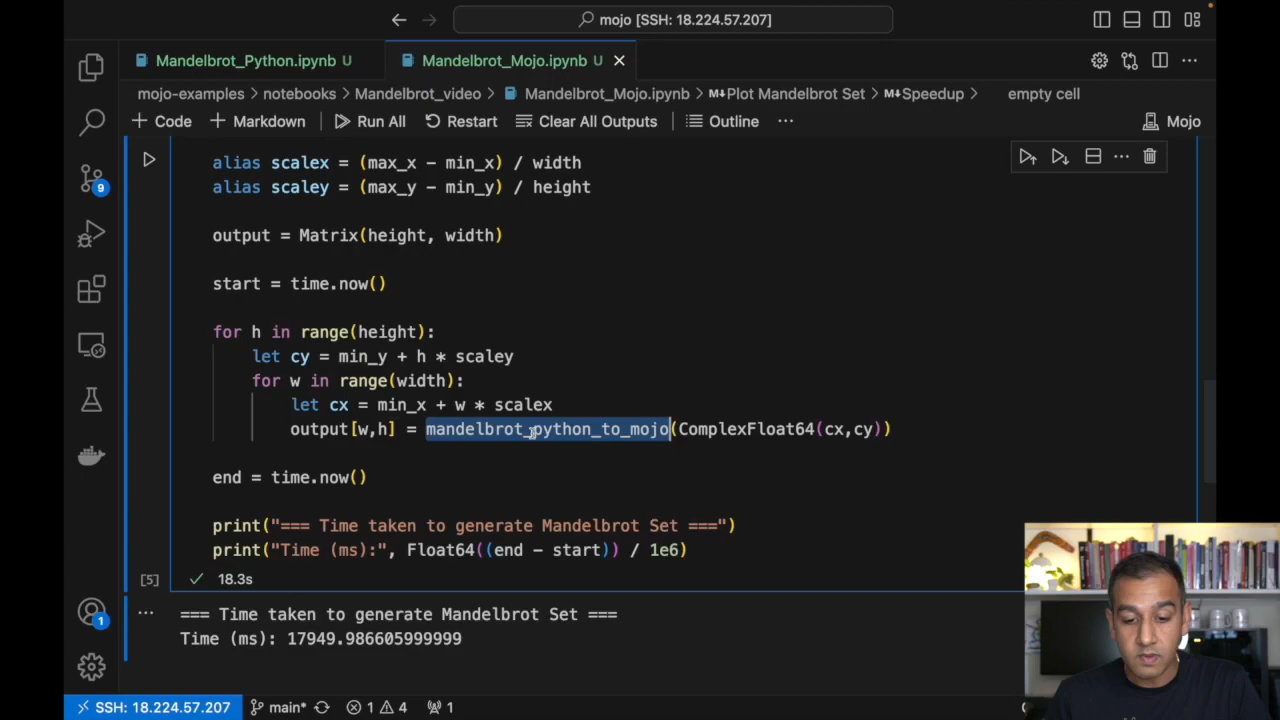 mojo [SSH: 18.224.57.207]
Mandelbrot_Python.ipynb U
Mandelbrot_Mojo.ipynb U
mojo-examples > notebooks > Mandelbrot_video > Mandelbrot_Mojo.ipynb > Plot Mandelbrot Set > Speedup > empty cell
+ Code + Markdown Run All Restart Clear All Outputs Outline ... Mojo
9
alias scalex = (max_x - min_x) / width
alias scaley = (max_y - min_y) / height
output = Matrix(height, width)
start = time.now()
for h in range(height):
let cy = min_y + h * scaley
for w in range(width):
let cx = min_x + w * scalex
output[w,h] = mandelbrot_python_to_mojo(ComplexFloat64(cx,cy))
end = time.now()
print("=== Time taken to generate Mandelbrot Set ===")
print("Time (ms):", Float64((end - start)) / 1e6)
[5] 18.3s
=== Time taken to generate Mandelbrot Set ===
Time (ms): 17949.986605999999
1
SSH: 18.224.57.207 main* 1 4 1